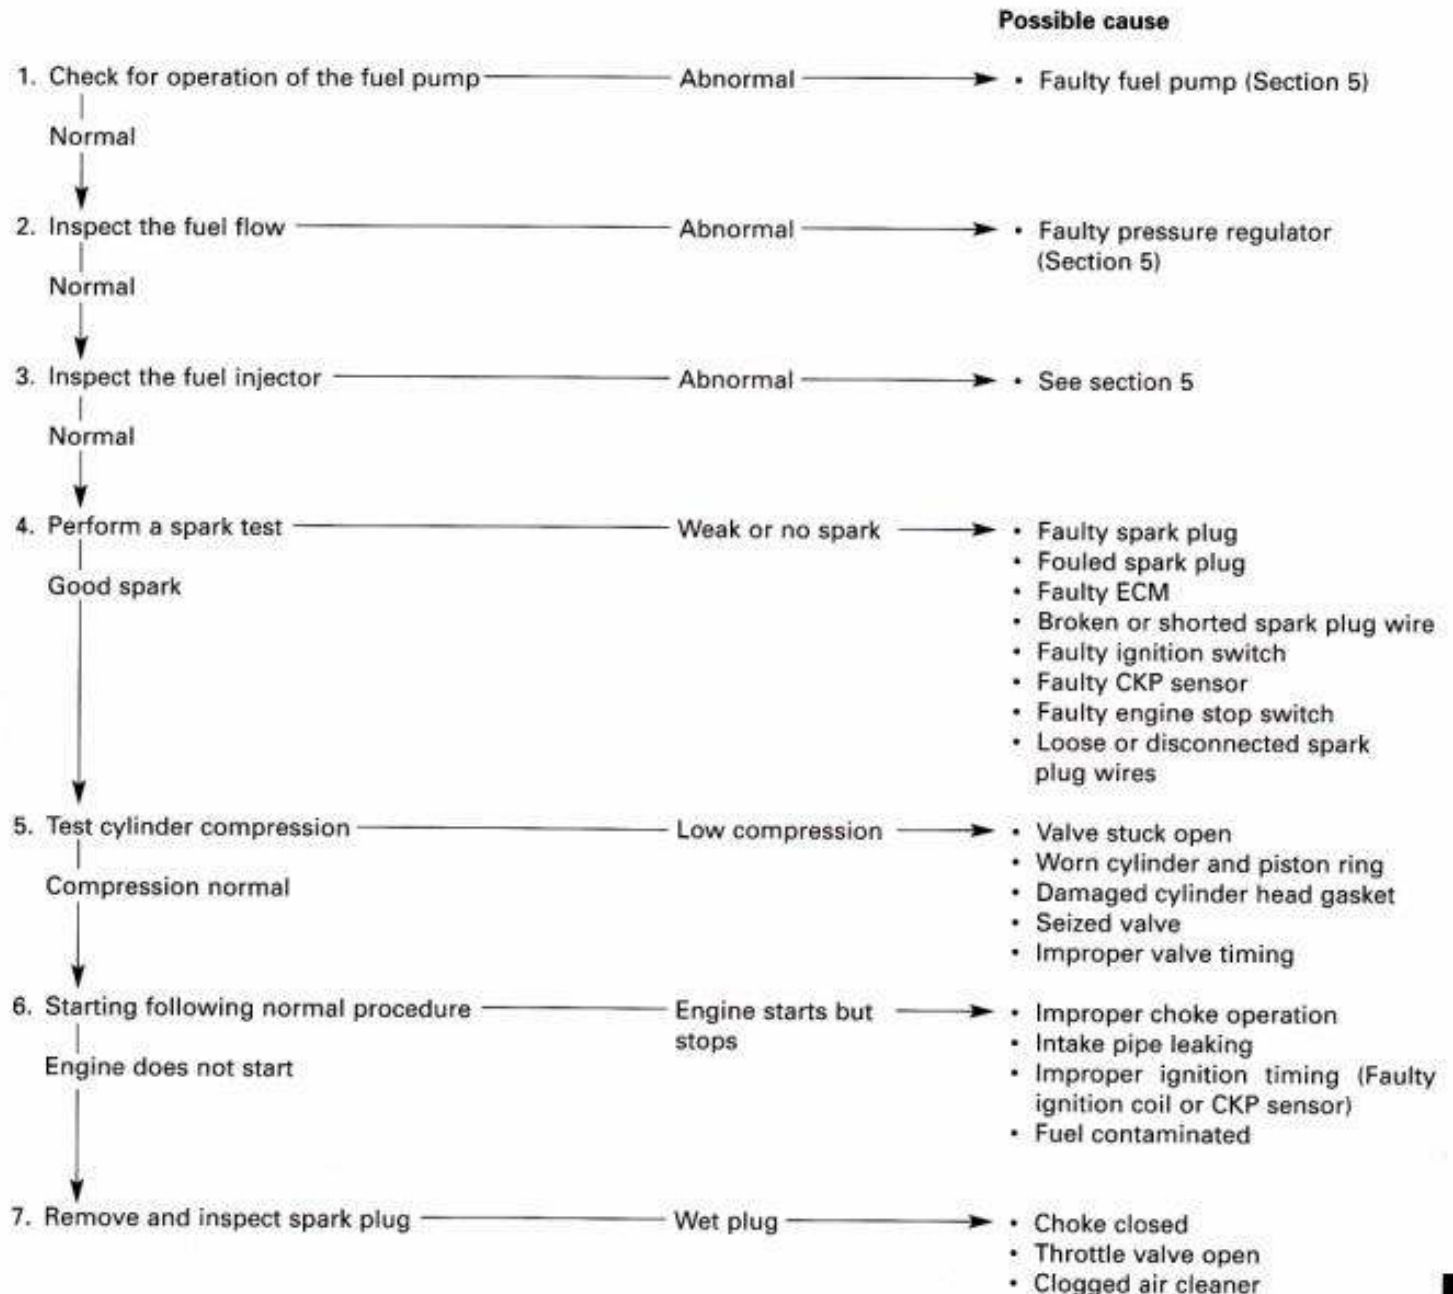 Possible cause
1. Check for operation of the fuel pump Abnormal • Faulty fuel pump (Section 5)
Normal
2. Inspect the fuel flow Abnormal • Faulty pressure regulator
(Section 5)
Normal
3. Inspect the fuel injector Abnormal • See section 5
Normal
4. Perform a spark test Weak or no spark • Faulty spark plug
• Fouled spark plug
Good spark
• Faulty ECM
• Broken or shorted spark plug wire
• Faulty ignition switch
• Faulty CKP sensor
• Faulty engine stop switch
• Loose or disconnected spark
plug wires
5. Test cylinder compression Low compression • Valve stuck open
• Worn cylinder and piston ring
Compression normal
• Damaged cylinder head gasket
• Seized valve
• Improper valve timing
6. Starting following normal procedure Engine starts but • Improper choke operation
stops • Intake pipe leaking
Engine does not start
• Improper ignition timing (Faulty
ignition coil or CKP sensor)
• Fuel contaminated
7. Remove and inspect spark plug Wet plug • Choke closed
• Throttle valve open
• Clogged air cleaner